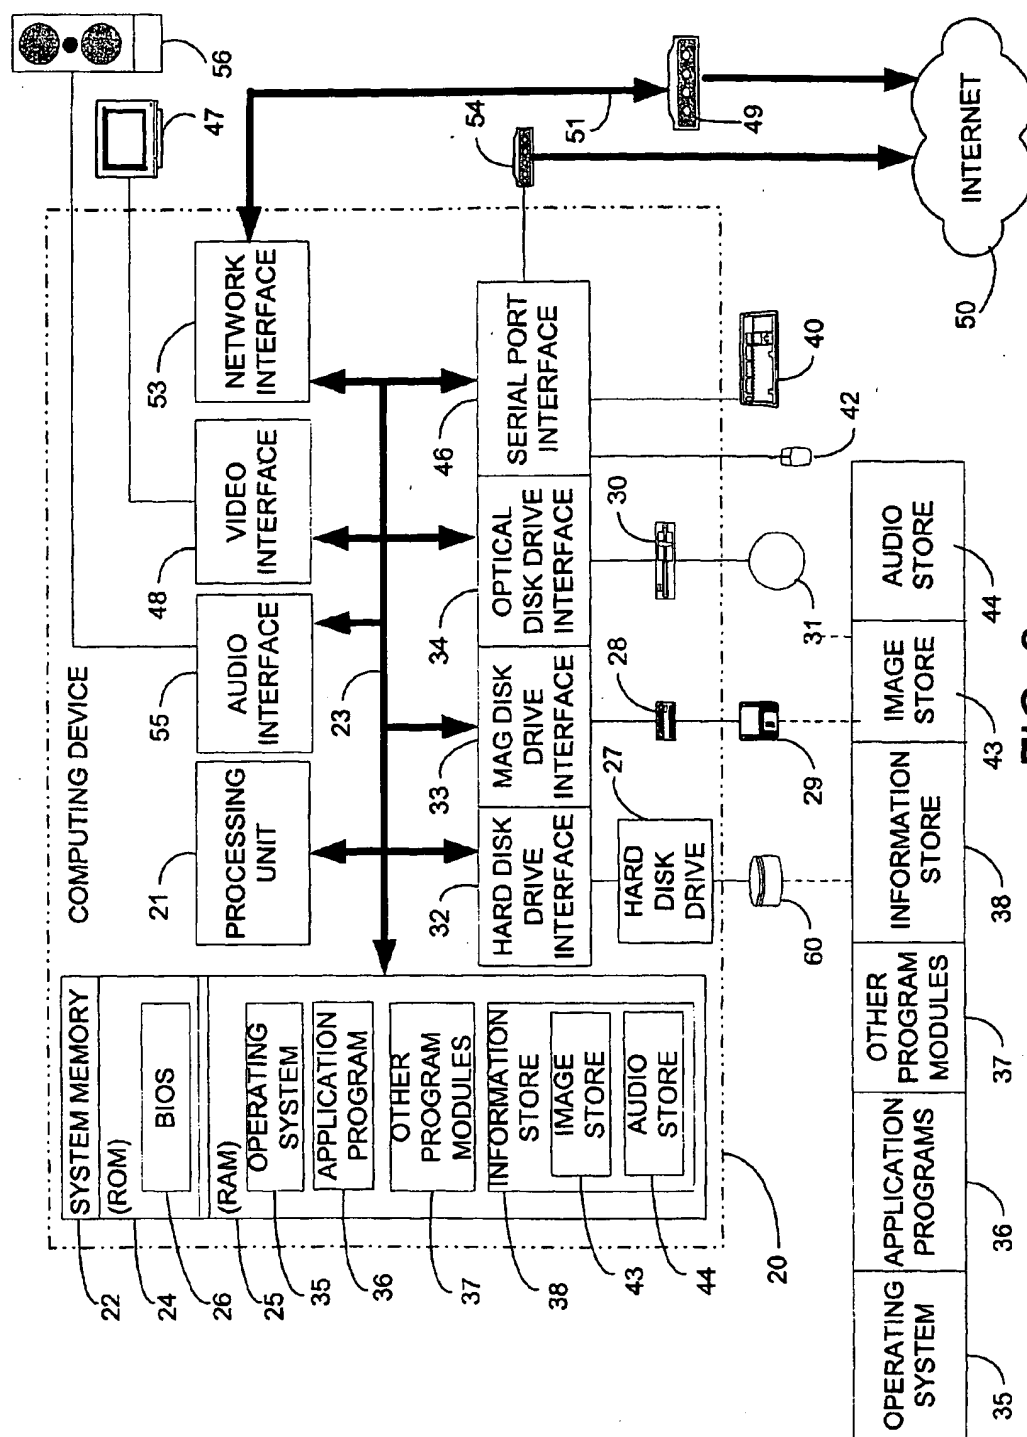 COMPUTING DEVICE
20
SYSTEM MEMORY
22
(ROM)
24
BIOS
26
(RAM)
25
OPERATING
SYSTEM
35
APPLICATION
PROGRAM
36
OTHER
PROGRAM
MODULES
37
INFORMATION
STORE
38
IMAGE
STORE
43
AUDIO
STORE
44
PROCESSING
UNIT
21
AUDIO
INTERFACE
55
VIDEO
INTERFACE
48
NETWORK
INTERFACE
53
23
HARD DISK
DRIVE
INTERFACE
32
MAG DISK
DRIVE
INTERFACE
33
OPTICAL
DISK DRIVE
INTERFACE
34
SERIAL PORT
INTERFACE
46
HARD
DISK
DRIVE
27
28
30
60
29
31
42
40
56
47
54
51
49
INTERNET
50
OPERATING
SYSTEM
35
APPLICATION
PROGRAMS
36
OTHER
PROGRAM
MODULES
37
INFORMATION
STORE
38
IMAGE
STORE
43
AUDIO
STORE
44